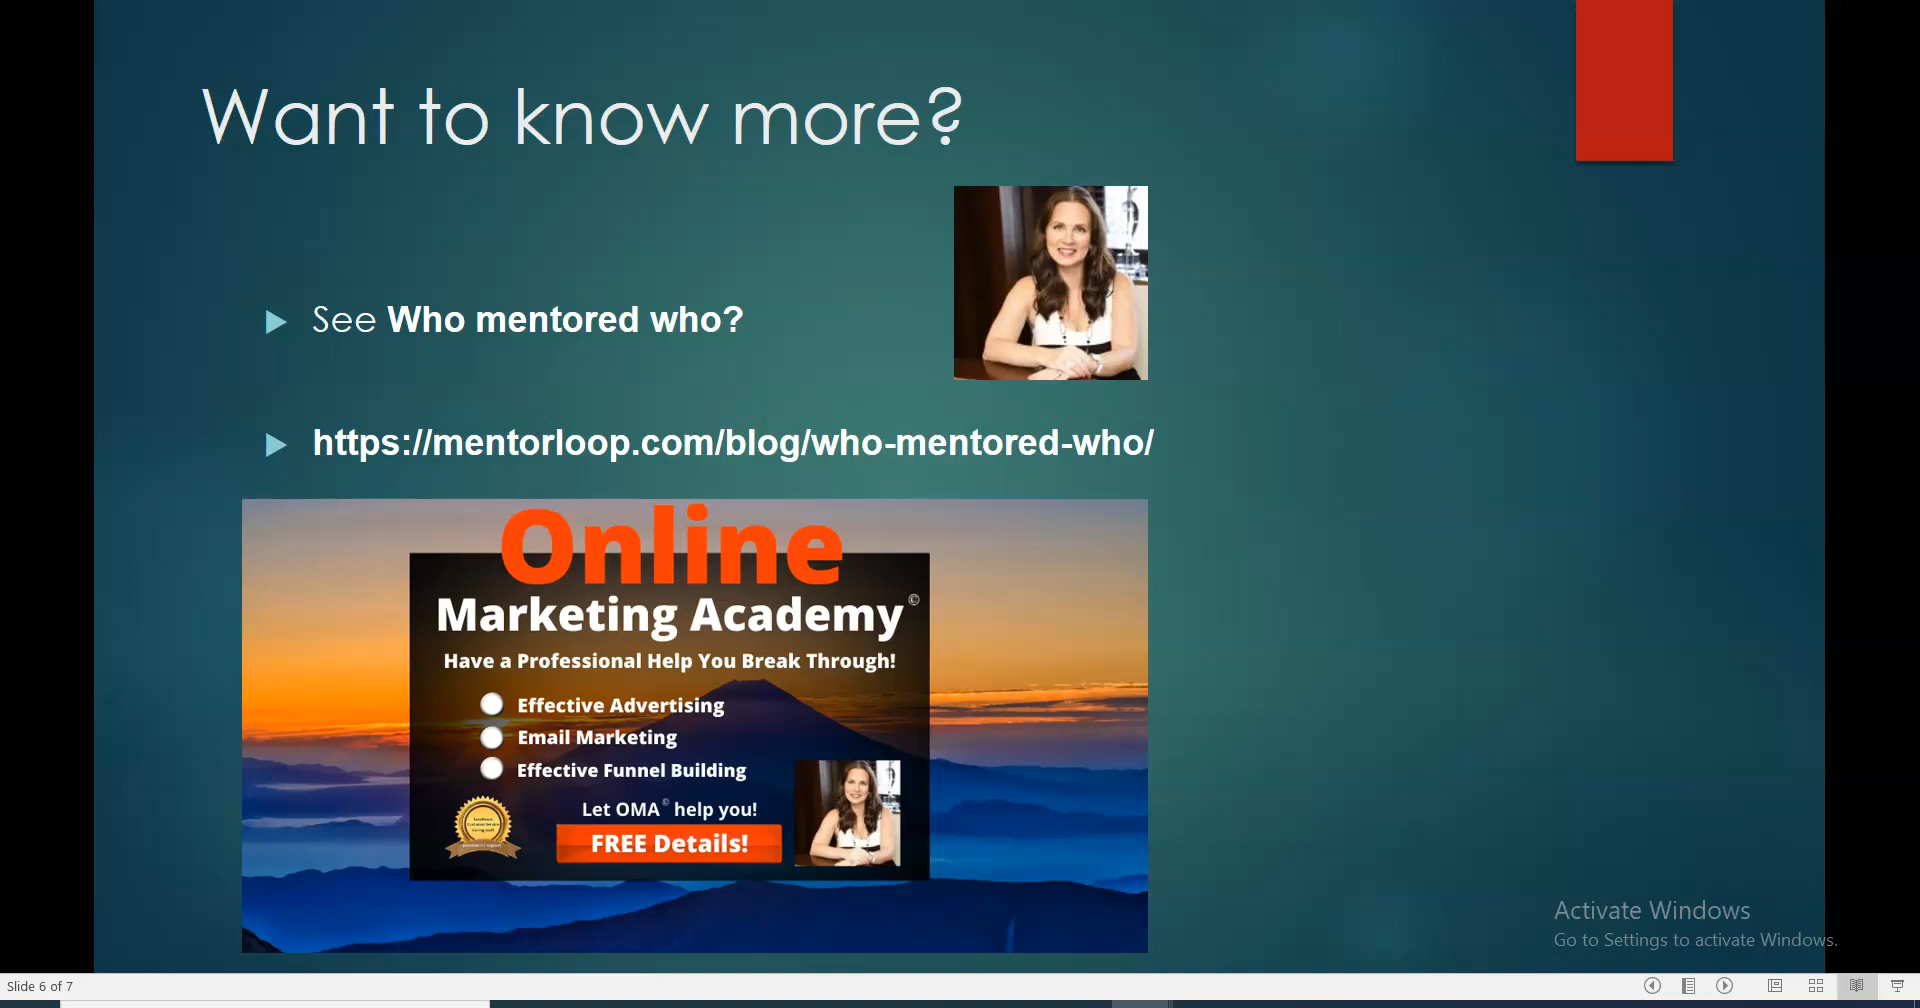 Want to know more?
See Who mentored who?
https://mentorloop.com/blog/who-mentored-who/
Online
Marketing Academy©
Have a Professional Help You Break Through!
Effective Advertising
Email Marketing
Effective Funnel Building
Let OMA© help you!
FREE Details!
Activate Windows
Go to Settings to activate Windows.
Slide 6 of 7